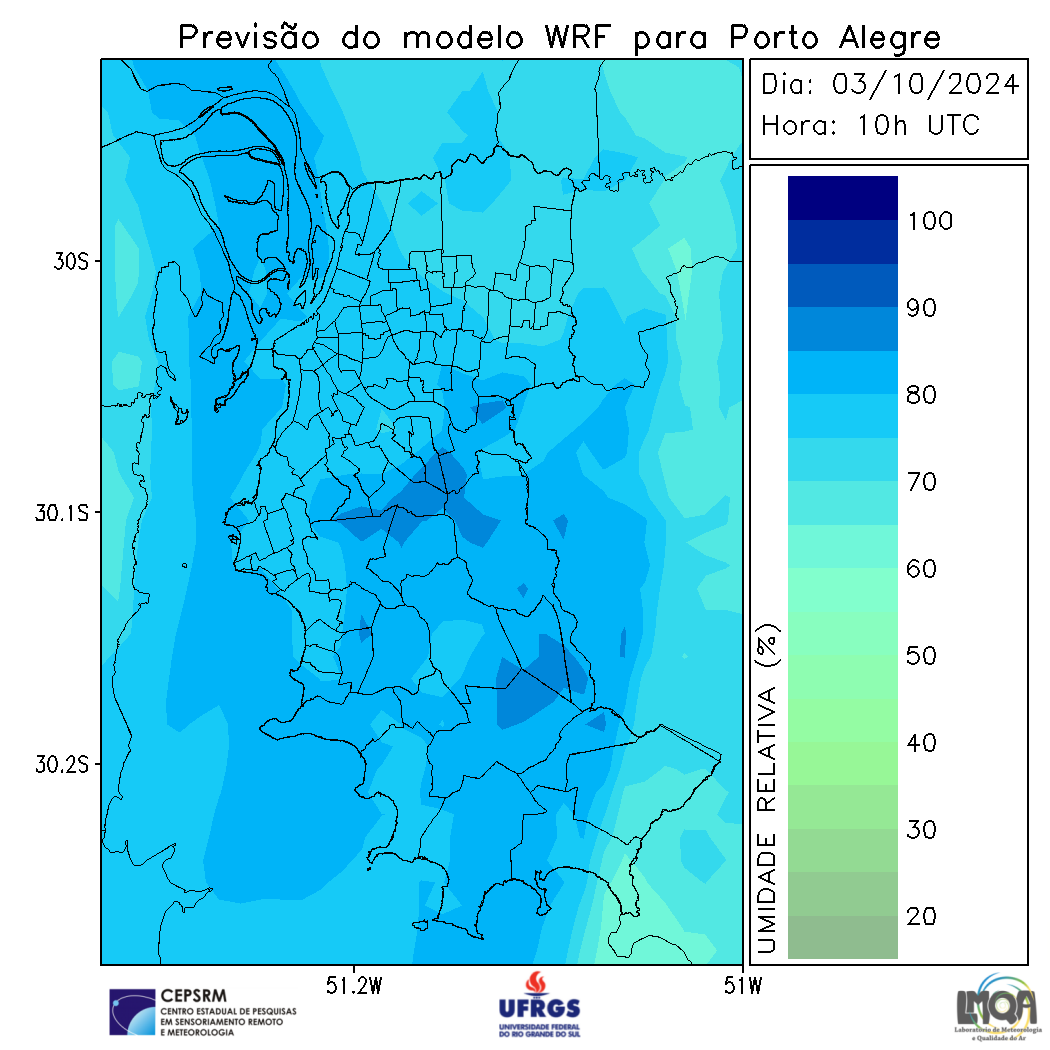 Previsão do modelo WRF para Porto Alegre
Dia: 03/10/2024
Hora: 10h UTC
100
90
80
70
60
50
40
30
20
UMIDADE RELATIVA (%)
30S
30.1S
30.2S
51.2W
51W
CEPSRM
CENTRO ESTADUAL DE PESQUISAS
EM SENSORIAMENTO REMOTO
E METEOROLOGIA
UFRGS
UNIVERSIDADE FEDERAL
DO RIO GRANDE DO SUL
LMQA
Laboratório de Meteorologia
e Qualidade do Ar